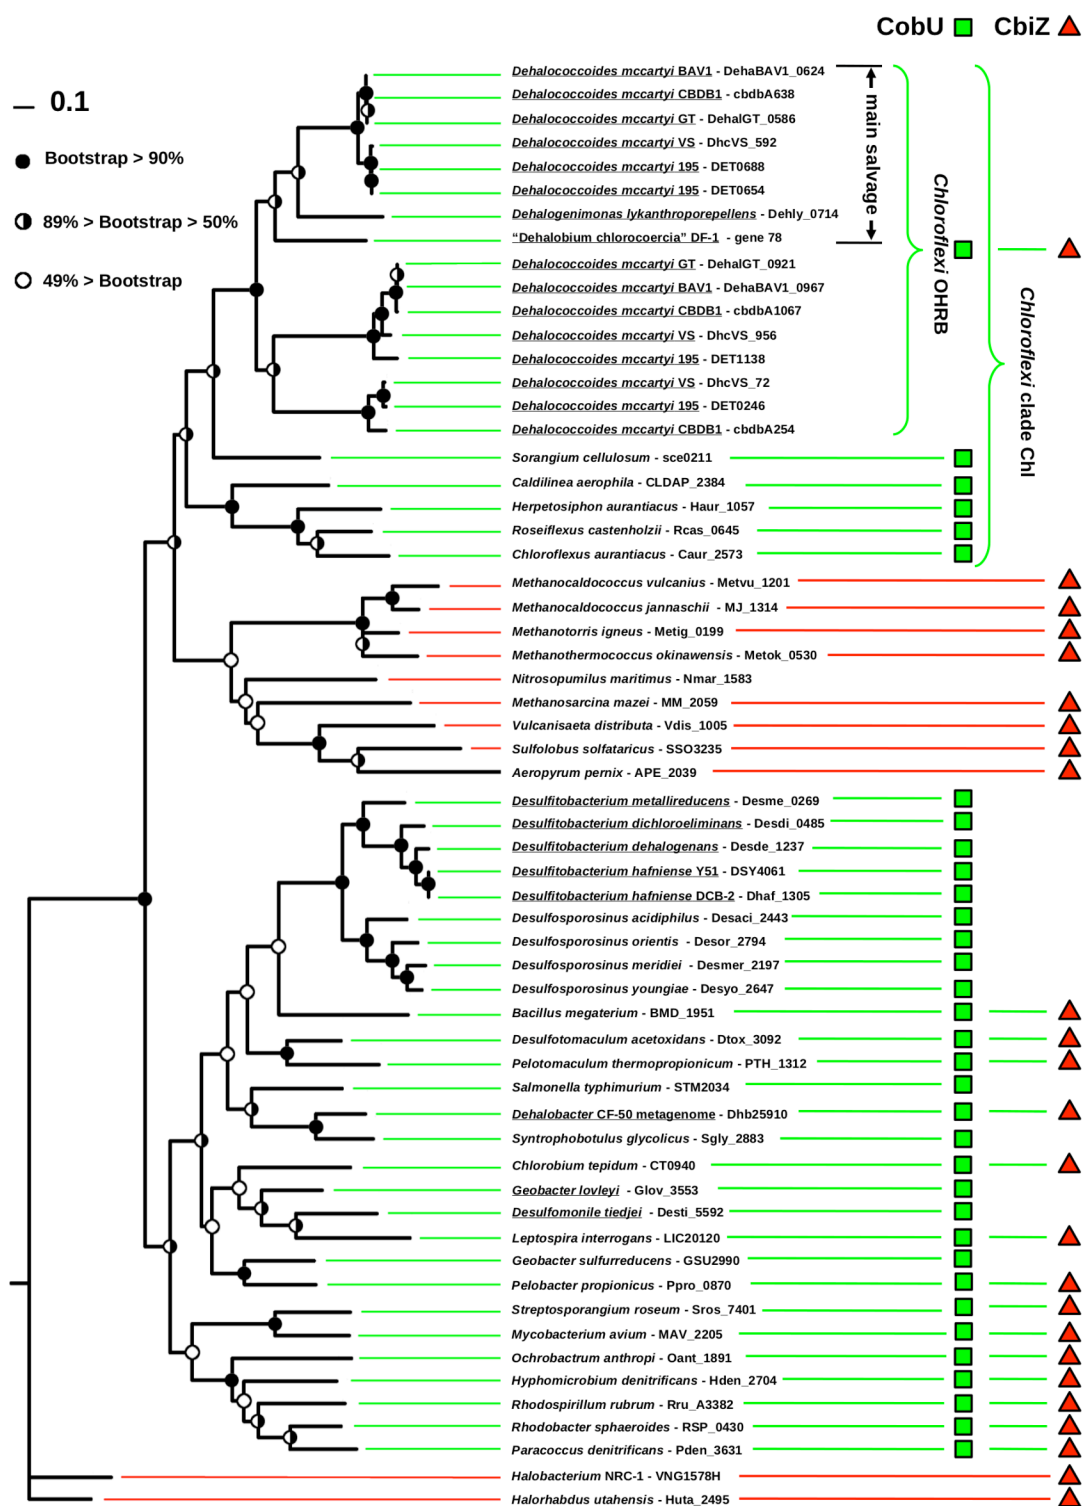 CobU CbiZ
0.1
Bootstrap > 90%
89% > Bootstrap > 50%
49% > Bootstrap
Dehalococcoides mccartyi BAV1 - DehaBAV1_0624
Dehalococcoides mccartyi CBDB1 - cbdbA638
Dehalococcoides mccartyi GT - DehalGT_0586
Dehalococcoides mccartyi VS - DhcVS_592
Dehalococcoides mccartyi 195 - DET0688
Dehalococcoides mccartyi 195 - DET0654
Dehalogenimonas lykanthroporepellens - Dehly_0714
“Dehalobium chlorocoercia” DF-1 - gene 78
Dehalococcoides mccartyi GT - DehalGT_0921
Dehalococcoides mccartyi BAV1 - DehaBAV1_0967
Dehalococcoides mccartyi CBDB1 - cbdbA1067
Dehalococcoides mccartyi VS - DhcVS_956
Dehalococcoides mccartyi 195 - DET1138
Dehalococcoides mccartyi VS - DhcVS_72
Dehalococcoides mccartyi 195 - DET0246
Dehalococcoides mccartyi CBDB1 - cbdbA254
main salvage
Chloroflexi OHRB
Chloroflexi clade Chl
Sorangium cellulosum - sce0211
Caldilinea aerophila - CLDAP_2384
Herpetosiphon aurantiacus - Haur_1057
Roseiflexus castenholzii - Rcas_0645
Chloroflexus aurantiacus - Caur_2573
Methanocaldococcus vulcanius - Metvu_1201
Methanocaldococcus jannaschii - MJ_1314
Methanotorris igneus - Metig_0199
Methanothermococcus okinawensis - Metok_0530
Nitrosopumilus maritimus - Nmar_1583
Methanosarcina mazei - MM_2059
Vulcanisaeta distributa - Vdis_1005
Sulfolobus solfataricus - SSO3235
Aeropyrum pernix - APE_2039
Desulfitobacterium metallireducens - Desme_0269
Desulfitobacterium dichloroeliminans - Desdi_0485
Desulfitobacterium dehalogenans - Desde_1237
Desulfitobacterium hafniense Y51 - DSY4061
Desulfitobacterium hafniense DCB-2 - Dhaf_1305
Desulfosporosinus acidiphilus - Desaci_2443
Desulfosporosinus orientis - Desor_2794
Desulfosporosinus meridiei - Desmer_2197
Desulfosporosinus youngiae - Desyo_2647
Bacillus megaterium - BMD_1951
Desulfotomaculum acetoxidans - Dtox_3092
Pelotomaculum thermopropionicum - PTH_1312
Salmonella typhimurium - STM2034
Dehalobacter CF-50 metagenome - Dhb25910
Syntrophobotulus glycolicus - Sgly_2883
Chlorobium tepidum - CT0940
Geobacter lovleyi - Glov_3553
Desulfomonile tiedjei - Desti_5592
Leptospira interrogans - LIC20120
Geobacter sulfurreducens - GSU2990
Pelobacter propionicus - Ppro_0870
Streptosporangium roseum - Sros_7401
Mycobacterium avium - MAV_2205
Ochrobactrum anthropi - Oant_1891
Hyphomicrobium denitrificans - Hden_2704
Rhodospirillum rubrum - Rru_A3382
Rhodobacter sphaeroides - RSP_0430
Paracoccus denitrificans - Pden_3631
Halobacterium NRC-1 - VNG1578H
Halorhabdus utahensis - Huta_2495